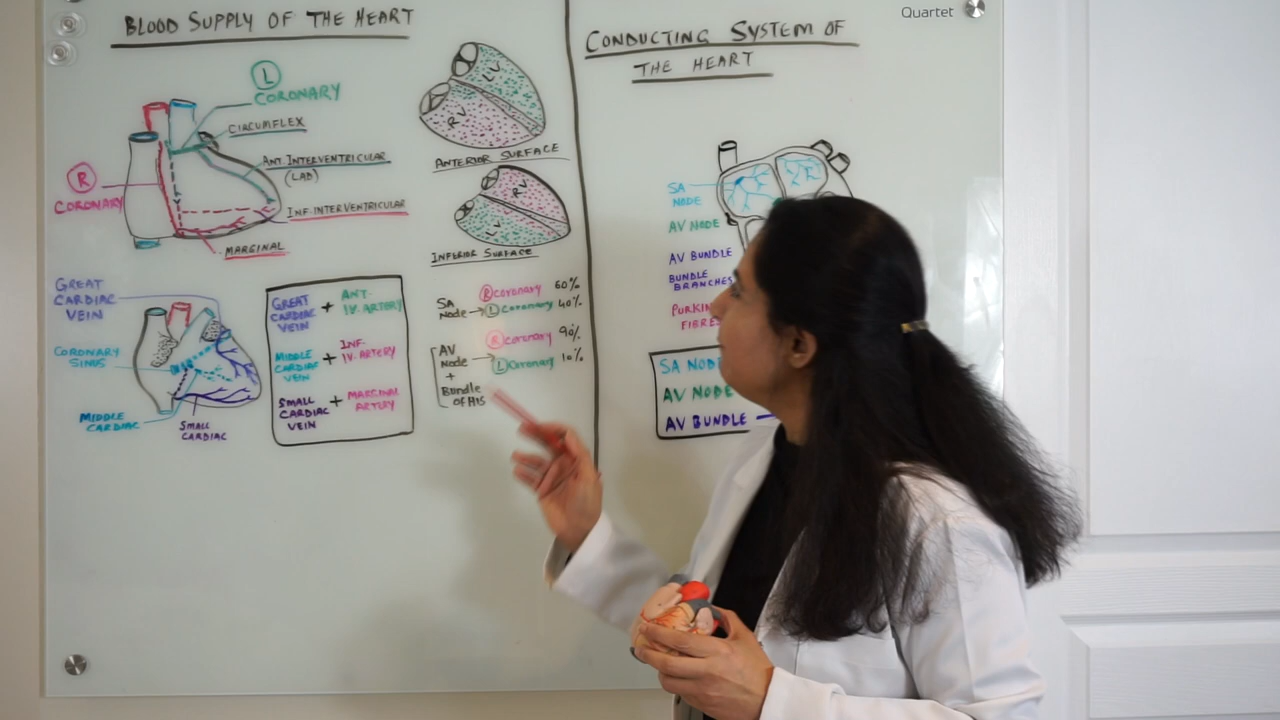 Quartet
BLOOD SUPPLY OF THE HEART
L
CORONARY
CIRCUMFLEX
ANT. INTERVENTRICULAR
(LAD)
R
CORONARY
INF. INTERVENTRICULAR
MARGINAL
LV
RV
ANTERIOR SURFACE
RV
LV
INFERIOR SURFACE
GREAT
CARDIAC
VEIN
CORONARY
SINUS
MIDDLE
CARDIAC
SMALL
CARDIAC
GREAT
CARDIAC
VEIN
+
ANT.
IV. ARTERY
MIDDLE
CARDIAC
VEIN
+
INF.
IV. ARTERY
SMALL
CARDIAC
VEIN
+
MARGINAL
ARTERY
SA
Node
R coronary 60%
L Coronary 40%
AV
Node
+
Bundle
OF HIS
R coronary 90%
L Coronary 10%
CONDUCTING SYSTEM OF
THE HEART
SA
NODE
AV NODE
AV BUNDLE
BUNDLE
BRANCHES
FIBRES
SA NODE
AV NODE
AV BUNDLE